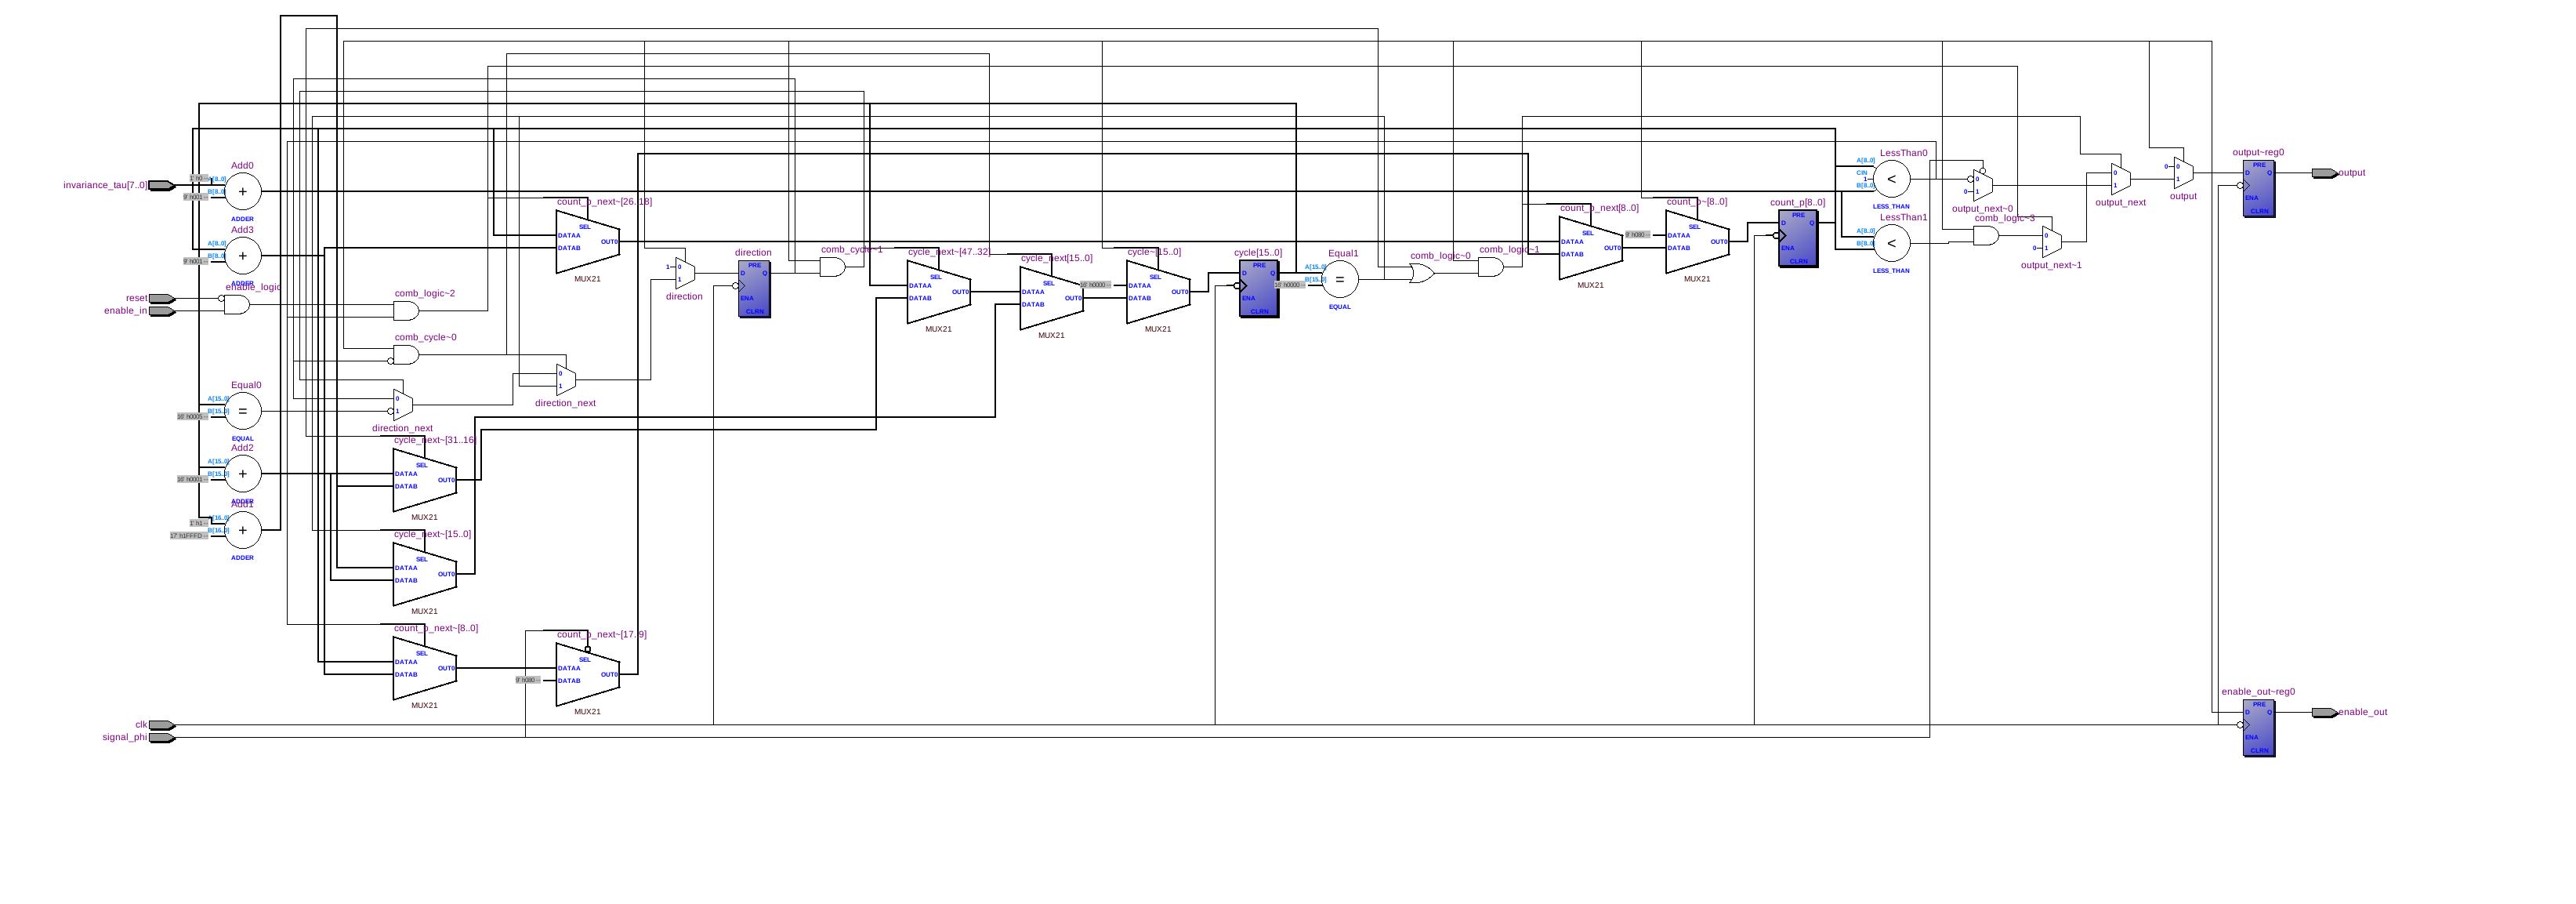 Add0
invariance_tau[7..0]
1' h0 --
A[8..0]
B[8..0]
9' h001 --
+
ADDER
Add3
A[8..0]
B[8..0]
9' h001 --
+
ADDER
enable_logic
reset
enable_in
comb_logic~2
comb_cycle~0
Equal0
A[15..0]
B[15..0]
=
EQUAL
0
1
direction_next
Add2
A[15..0]
B[15..0]
16' h0001 --
+
ADDER
Add1
1' h1 --
A[16..0]
B[16..0]
17' h1FFFD --
+
ADDER
cycle_next~[31..16]
SEL
DATAA
DATAB
OUT0
MUX21
cycle_next~[15..0]
SEL
DATAA
DATAB
OUT0
MUX21
count_p_next~[8..0]
SEL
DATAA
DATAB
OUT0
MUX21
count_p_next~[17..9]
SEL
DATAA
9' h080 --
DATAB
OUT0
MUX21
clk
signal_phi
count_p_next~[26..18]
SEL
DATAA
DATAB
OUT0
MUX21
0
1
direction_next
1
0
1
direction
direction
PRE
D
Q
ENA
CLRN
comb_cycle~1
cycle_next~[47..32]
SEL
DATAA
DATAB
OUT0
MUX21
cycle_next[15..0]
SEL
DATAA
DATAB
OUT0
MUX21
cycle~[15..0]
SEL
16' h0000 --
DATAA
DATAB
OUT0
MUX21
cycle[15..0]
PRE
D
Q
ENA
CLRN
Equal1
A[15..0]
16' h0000 --
B[15..0]
=
EQUAL
comb_logic~0
comb_logic~1
count_p_next[8..0]
SEL
DATAA
DATAB
OUT0
MUX21
count_p~[8..0]
SEL
9' h080 --
DATAA
DATAB
OUT0
MUX21
count_p[8..0]
PRE
D
Q
ENA
CLRN
LessThan0
A[8..0]
CIN
1
B[8..0]
<
LESS_THAN
LessThan1
A[8..0]
B[8..0]
<
LESS_THAN
0
0
1
output_next~0
comb_logic~3
0
0
1
output_next~1
0
1
output_next
0
0
1
output
output~reg0
PRE
D
Q
ENA
CLRN
output
enable_out~reg0
PRE
D
Q
ENA
CLRN
enable_out